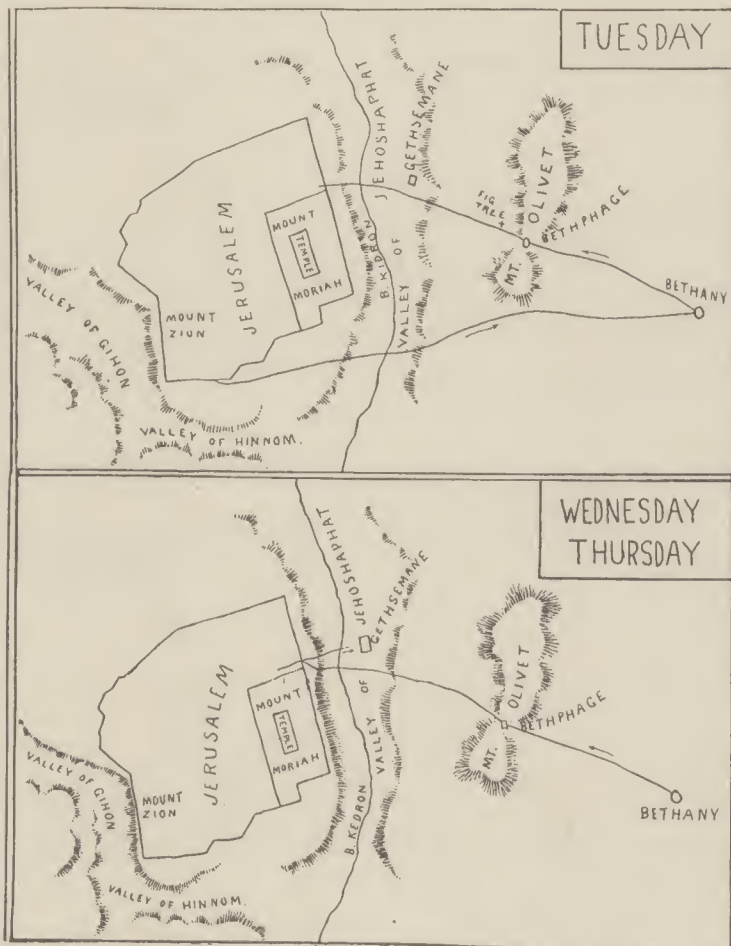 TUESDAY
JEHOSHAPHAT
GETHSEMANE
FIG
TREE
OLIVET
BETHPHAGE
MT.
BETHANY
JERUSALEM
MOUNT
TEMPLE
MORIAH
B. KIDRON
VALLEY OF
MOUNT
ZION
VALLEY OF GIHON
VALLEY OF HINNOM.
WEDNESDAY
THURSDAY
JEHOSHAPHAT
GETHSEMANE
OLIVET
BETHPHAGE
MT.
BETHANY
JERUSALEM
MOUNT
TEMPLE
MORIAH
B. KEDRON
VALLEY OF
MOUNT
ZION
VALLEY OF GIHON
VALLEY OF HINNOM.